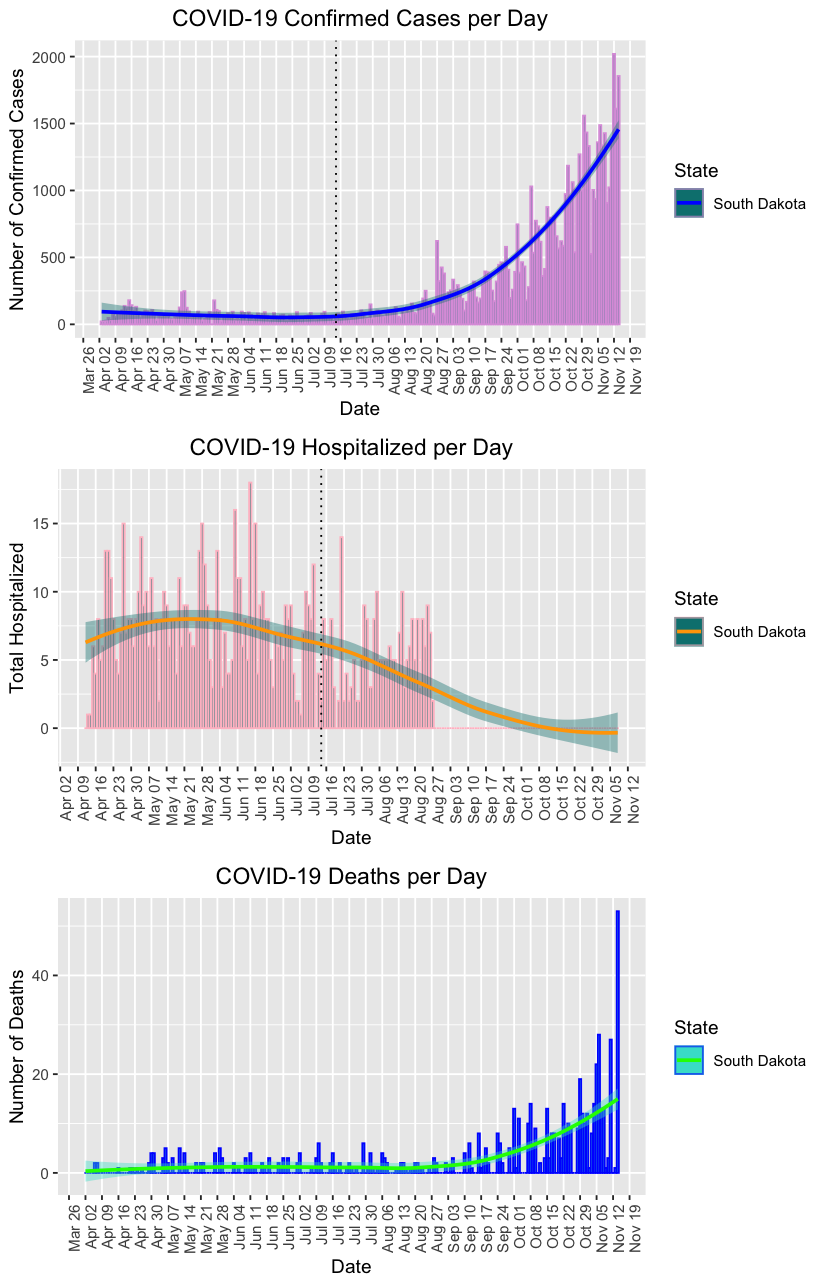 COVID-19 Confirmed Cases per Day
Number of Confirmed Cases
2000
1500
1000
500
0
Mar 26
Apr 02
Apr 09
Apr 16
Apr 23
Apr 30
May 07
May 14
May 21
May 28
Jun 04
Jun 11
Jun 18
Jun 25
Jul 02
Jul 09
Jul 16
Jul 23
Jul 30
Aug 06
Aug 13
Aug 20
Aug 27
Sep 03
Sep 10
Sep 17
Sep 24
Oct 01
Oct 08
Oct 15
Oct 22
Oct 29
Nov 05
Nov 12
Nov 19
Date
State
South Dakota
COVID-19 Hospitalized per Day
Total Hospitalized
15
10
5
0
Apr 02
Apr 09
Apr 16
Apr 23
Apr 30
May 07
May 14
May 21
May 28
Jun 04
Jun 11
Jun 18
Jun 25
Jul 02
Jul 09
Jul 16
Jul 23
Jul 30
Aug 06
Aug 13
Aug 20
Aug 27
Sep 03
Sep 10
Sep 17
Sep 24
Oct 01
Oct 08
Oct 15
Oct 22
Oct 29
Nov 05
Nov 12
Date
State
South Dakota
COVID-19 Deaths per Day
Number of Deaths
40
20
0
Mar 26
Apr 02
Apr 09
Apr 16
Apr 23
Apr 30
May 07
May 14
May 21
May 28
Jun 04
Jun 11
Jun 18
Jun 25
Jul 02
Jul 09
Jul 16
Jul 23
Jul 30
Aug 06
Aug 13
Aug 20
Aug 27
Sep 03
Sep 10
Sep 17
Sep 24
Oct 01
Oct 08
Oct 15
Oct 22
Oct 29
Nov 05
Nov 12
Nov 19
Date
State
South Dakota